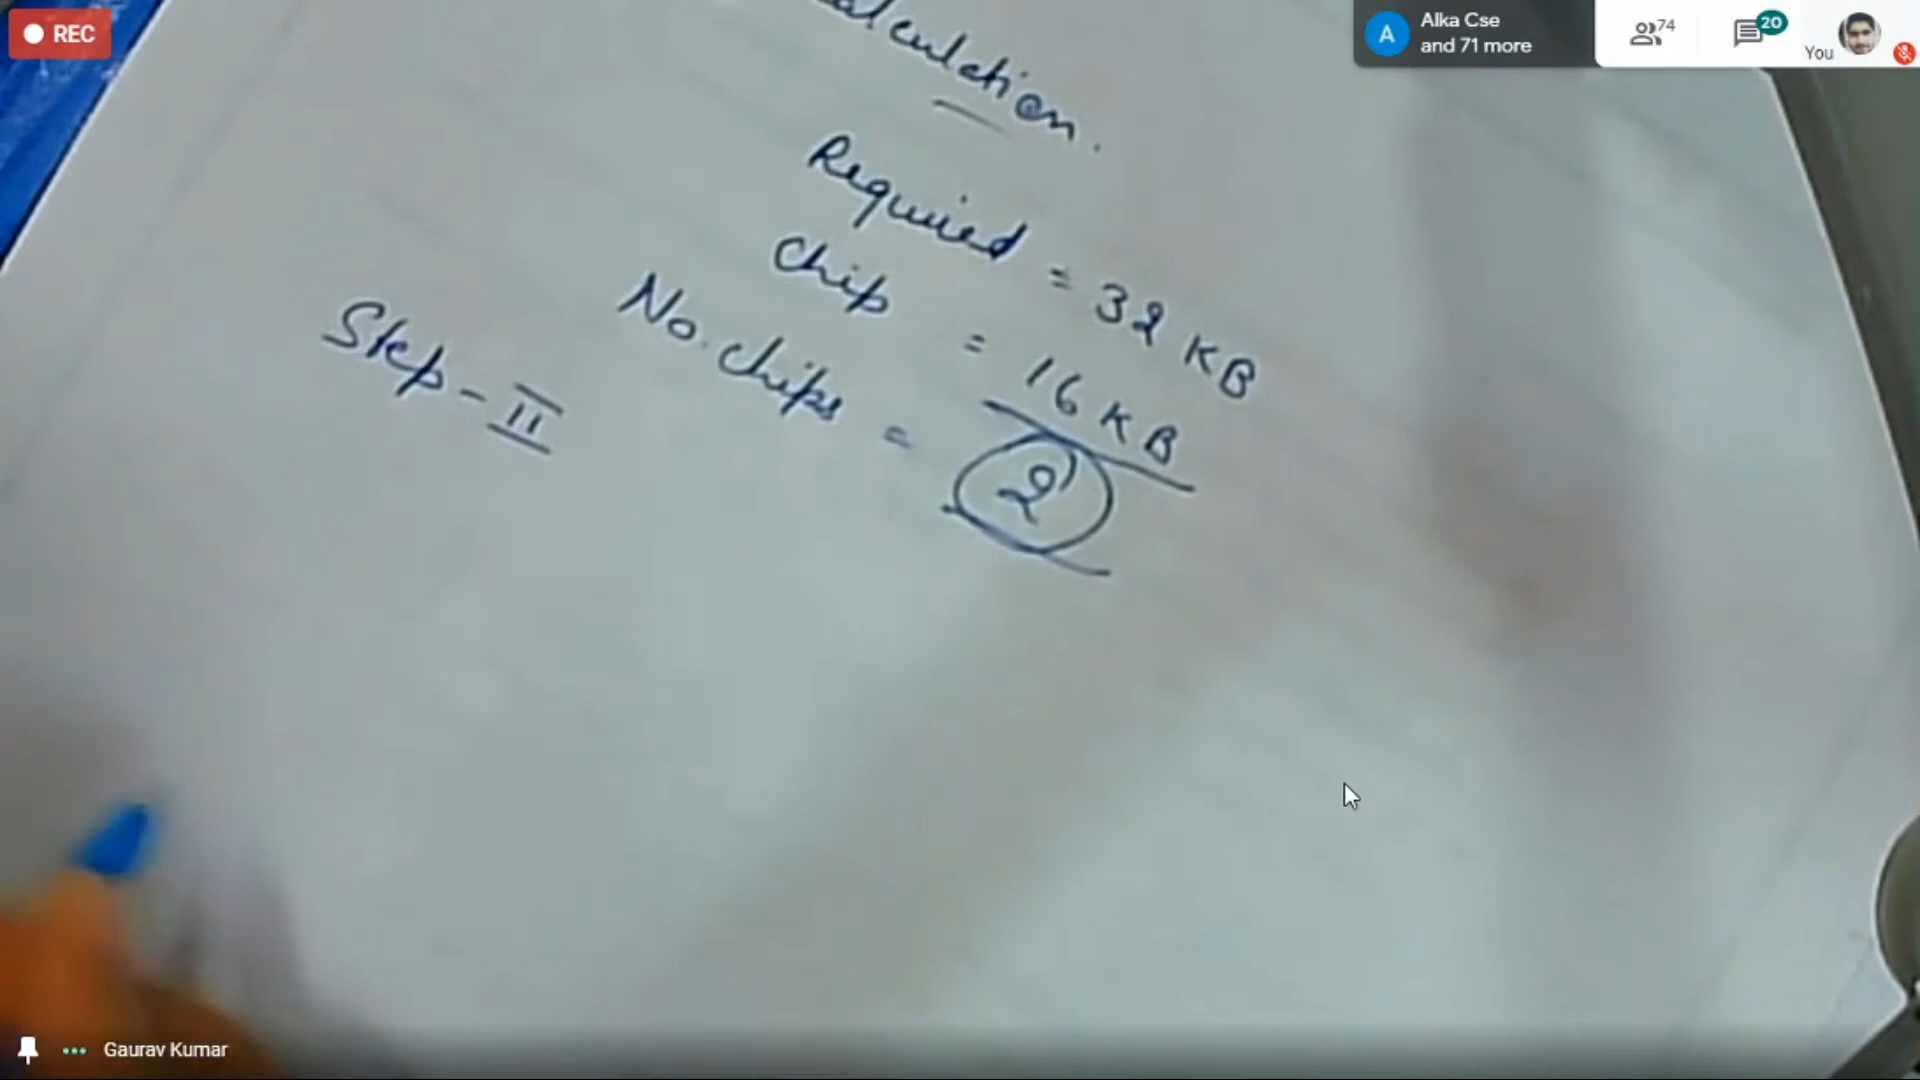 REC
A
Alka Cse
and 71 more
74
20
You
Calculation.
Required = 32 KB
Chip = 16 KB
No. Chips = 2
Step - II
Gaurav Kumar